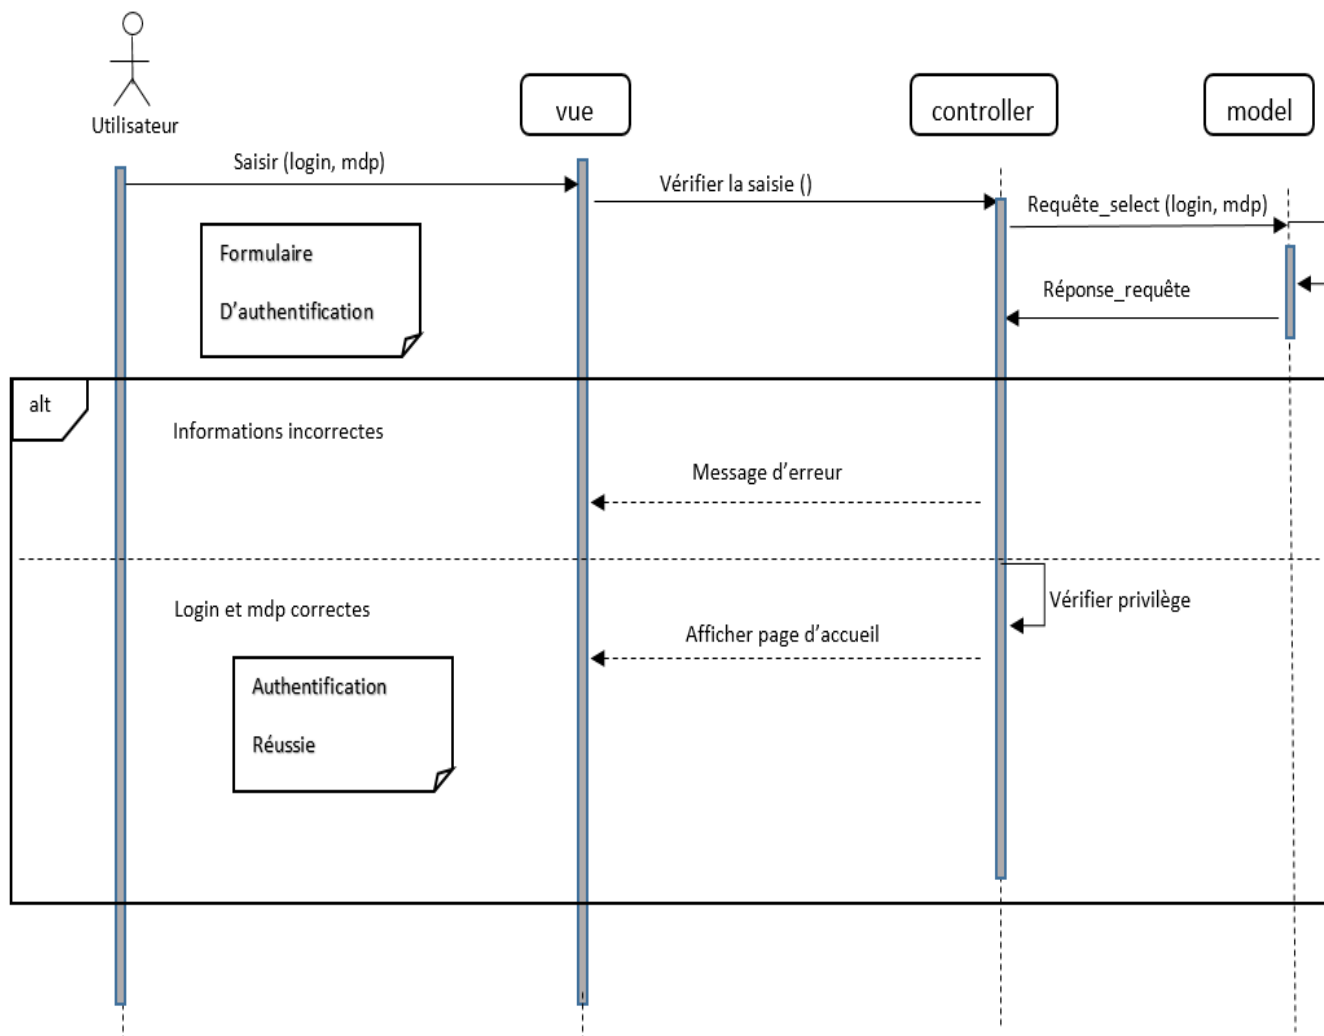 Utilisateur
vue
controller
model
Saisir (login, mdp)
Vérifier la saisie ()
Requête_select (login, mdp)
Formulaire
D'authentification
Réponse_requête
alt
Informations incorrectes
Message d'erreur
Vérifier privilège
Login et mdp correctes
Afficher page d'accueil
Authentification
Réussie